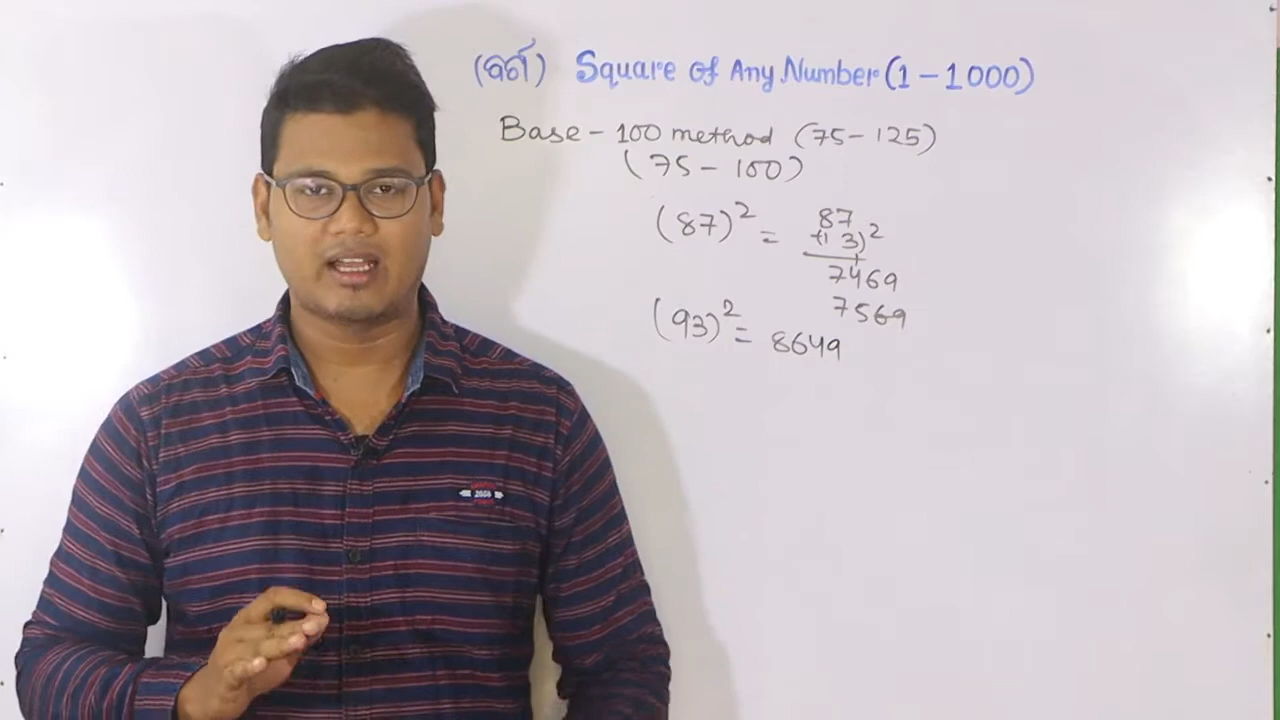 (ବର୍ଗ) Square Of Any Number (1 - 1000)
Base - 100 method (75 - 125)
(75 - 100)
(87)² = 87
(13)²
7469
7569
(93)² = 8649